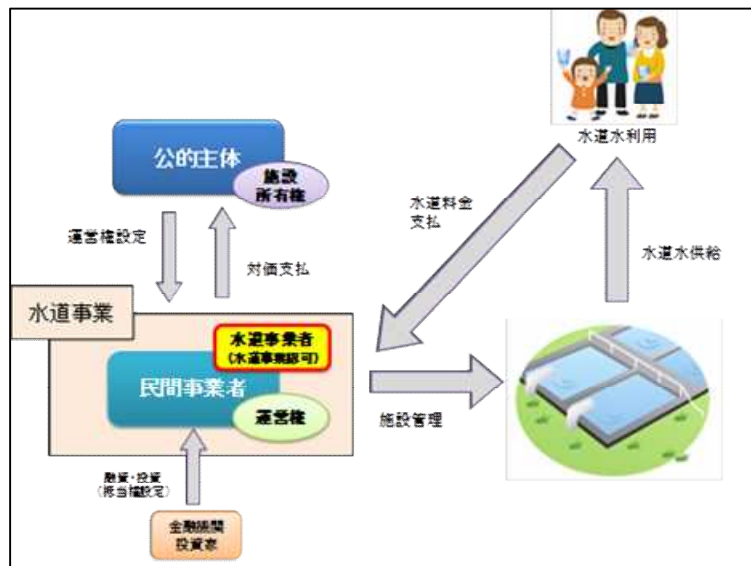 水道水利用
公的主体
施設
所有権
水道料金
支払
運営権設定
対価支払
水道水供給
水道事業
水道事業者
(水道事業認可)
民間事業者
運営権
施設管理
融資・投資
(抵当権設定)
金融機関
投資家